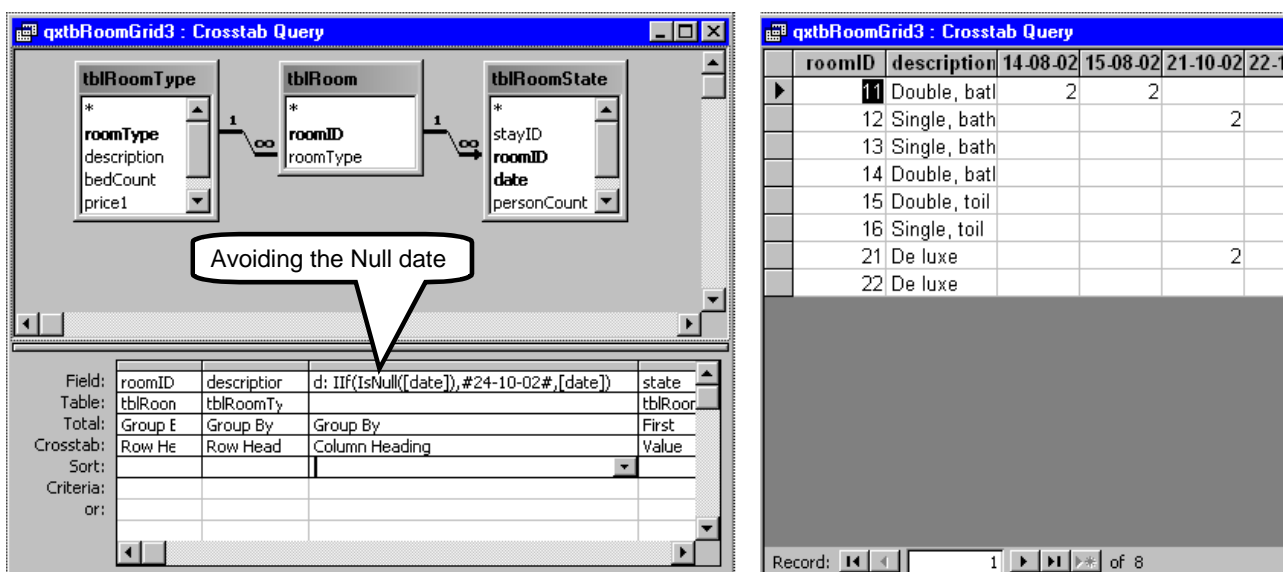 qxtbRoomGrid3 : Crosstab Query
tblRoomType
*
roomType
description
bedCount
price1
1
∞
tblRoom
*
roomID
roomType
1
∞
tblRoomState
*
stayID
roomID
date
personCount
Avoiding the Null date
Field: roomID descriptior d: IIf(IsNull([date]),#24-10-02#,[date]) state
Table: tblRoon tblRoomTy tblRoor
Total: Group E Group By Group By First
Crosstab: Row He Row Head Column Heading Value
Sort:
Criteria:
or:
qxtbRoomGrid3 : Crosstab Query
roomID description 14-08-02 15-08-02 21-10-02 22-1
11 Double, batl 2 2
12 Single, bath 2
13 Single, bath
14 Double, batl
15 Double, toil
16 Single, toil
21 De luxe 2
22 De luxe
Record: 1 of 8